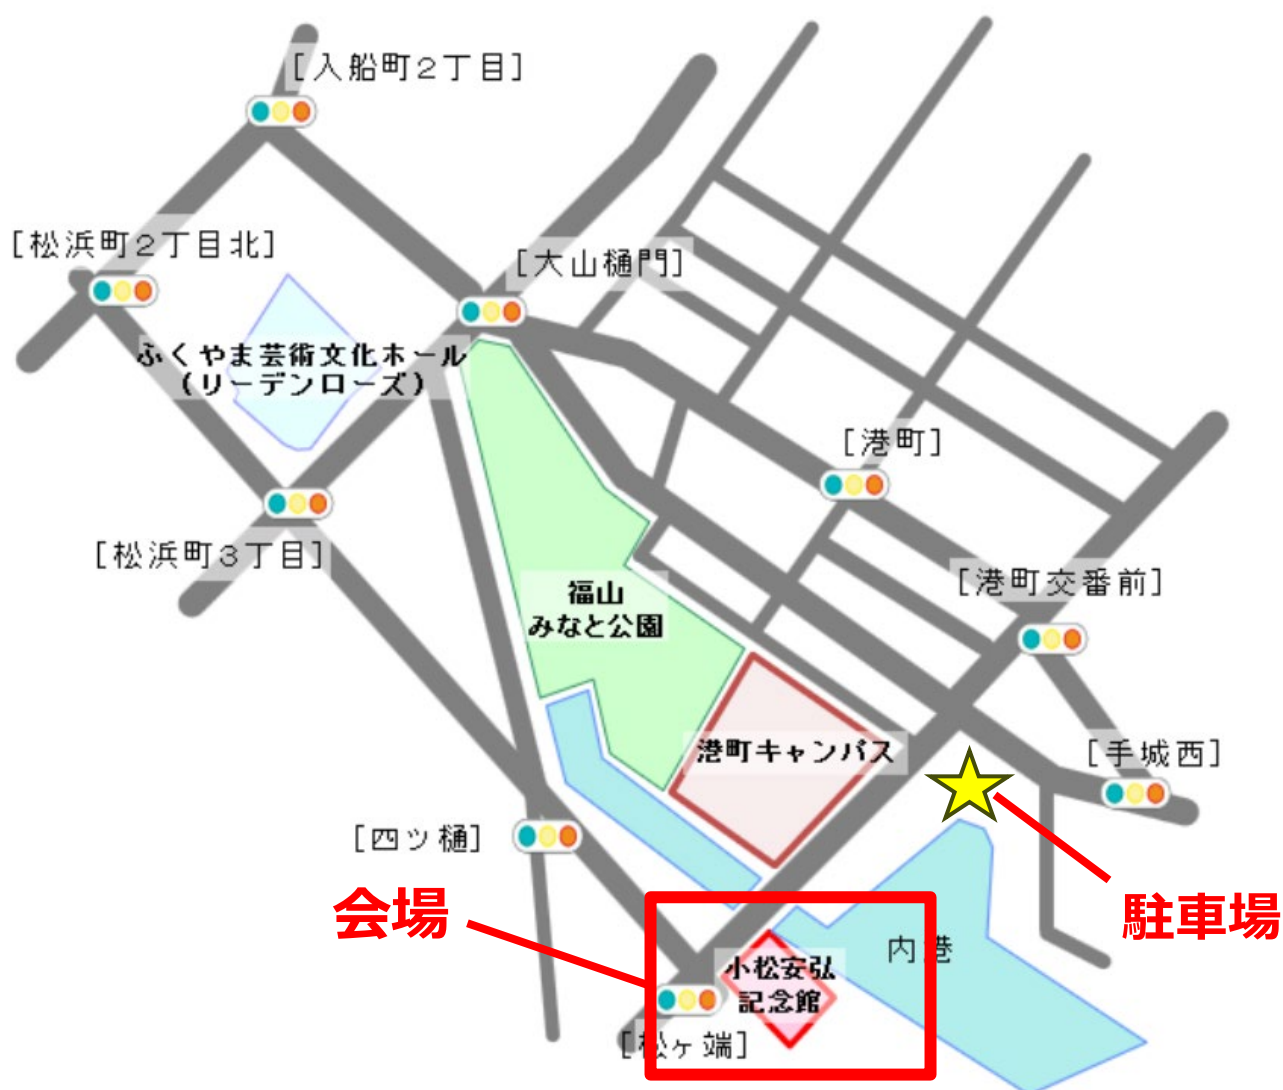 [入船町2丁目]
[松浜町2丁目北]
[大山樋門]
ふくやま芸術文化ホール
(リーデンローズ)
[港町]
[松浜町3丁目]
[港町交番前]
福山
みなと公園
港町キャンパス
[手城西]
[四ツ樋]
会場
駐車場
内港
小松安弘
記念館
[松ヶ端]